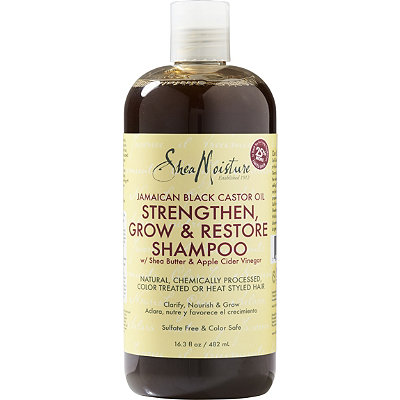 25%
SheaMoisture
Established 1912
JAMAICAN BLACK CASTOR OIL
STRENGTHEN,
GROW & RESTORE
SHAMPOO
w/ Shea Butter & Apple Cider Vinegar
NATURAL, CHEMICALLY PROCESSED,
COLOR TREATED OR HEAT STYLED HAIR
Clarify, Nourish & Grow
Aclara, nutre y favorece el crecimiento
Sulfate Free & Color Safe
16.3 fl oz / 482 mL